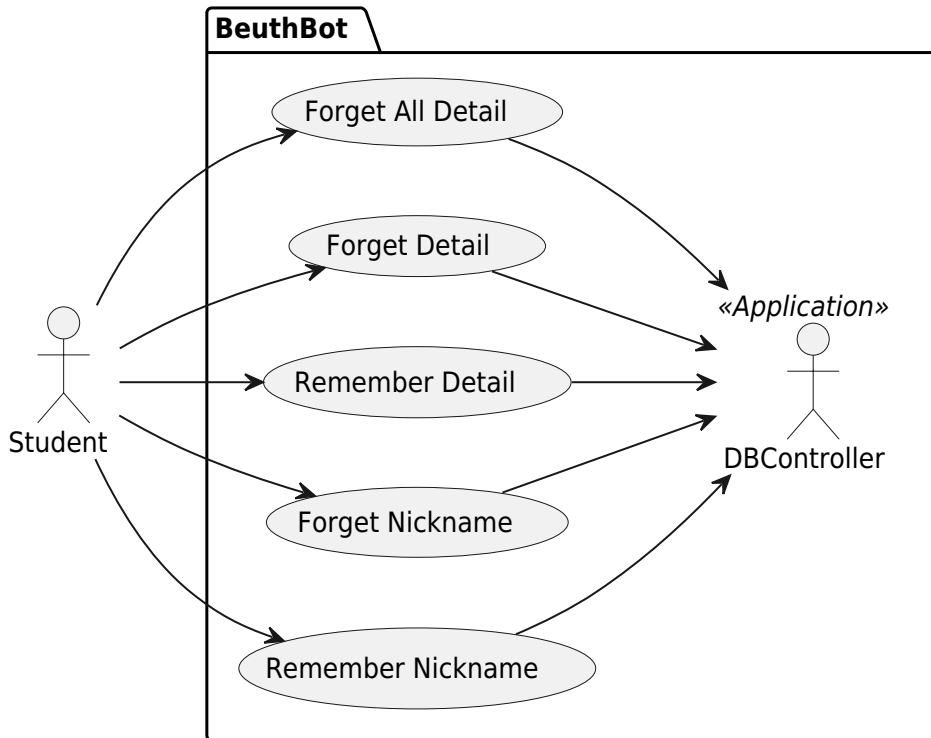 BeuthBot
Forget All Detail
Forget Detail
«Application»
Remember Detail
Student
DBController
Forget Nickname
Remember Nickname